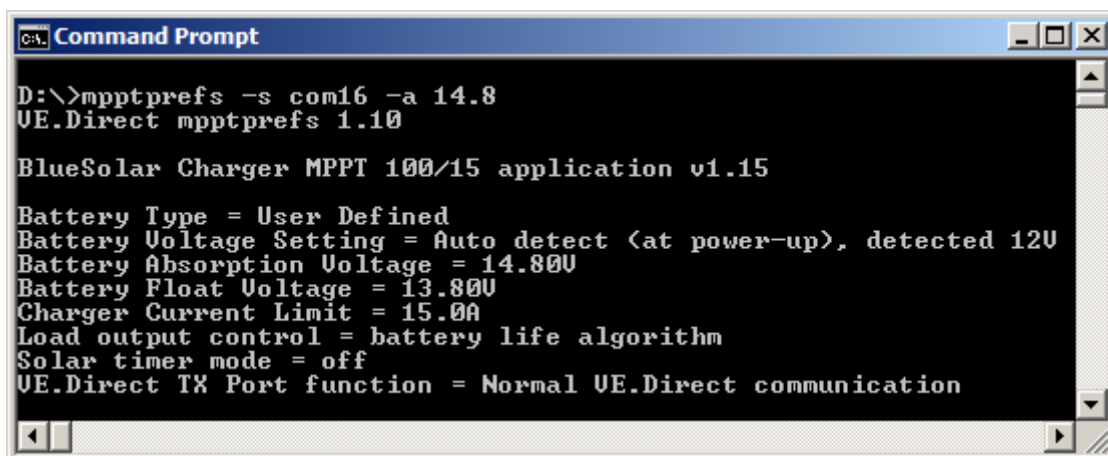 Command Prompt
D:\>mpptprefs -s com16 -a 14.8
VE.Direct mpptprefs 1.10
BlueSolar Charger MPPT 100/15 application v1.15
Battery Type = User Defined
Battery Voltage Setting = Auto detect (at power-up), detected 12V
Battery Absorption Voltage = 14.80V
Battery Float Voltage = 13.80V
Charger Current Limit = 15.0A
Load output control = battery life algorithm
Solar timer mode = off
VE.Direct TX Port function = Normal VE.Direct communication